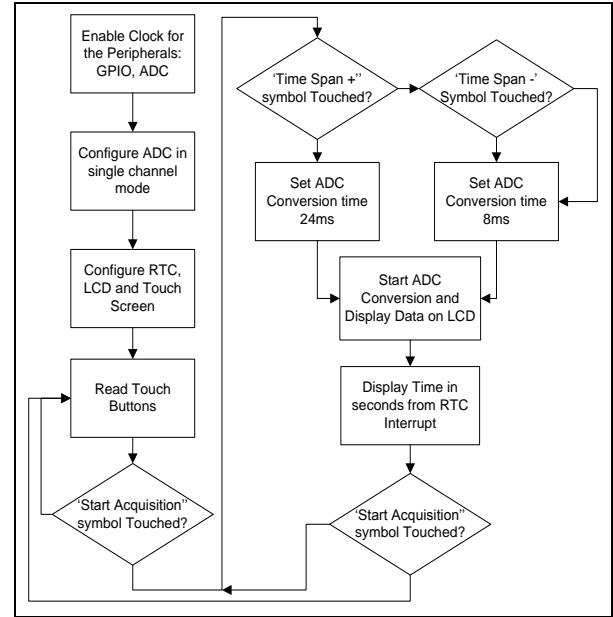 Enable Clock for
the Peripherals:
GPIO, ADC
Configure ADC in
single channel
mode
Configure RTC,
LCD and Touch
Screen
Read Touch
Buttons
‘Start Acquisition’'
symbol Touched?
‘Time Span +’'
symbol Touched?
‘Time Span -’
Symbol Touched?
Set ADC
Conversion time
24ms
Set ADC
Conversion time
8ms
Start ADC
Conversion and
Display Data on LCD
Display Time in
seconds from RTC
Interrupt
‘Start Acquisition’'
symbol Touched?